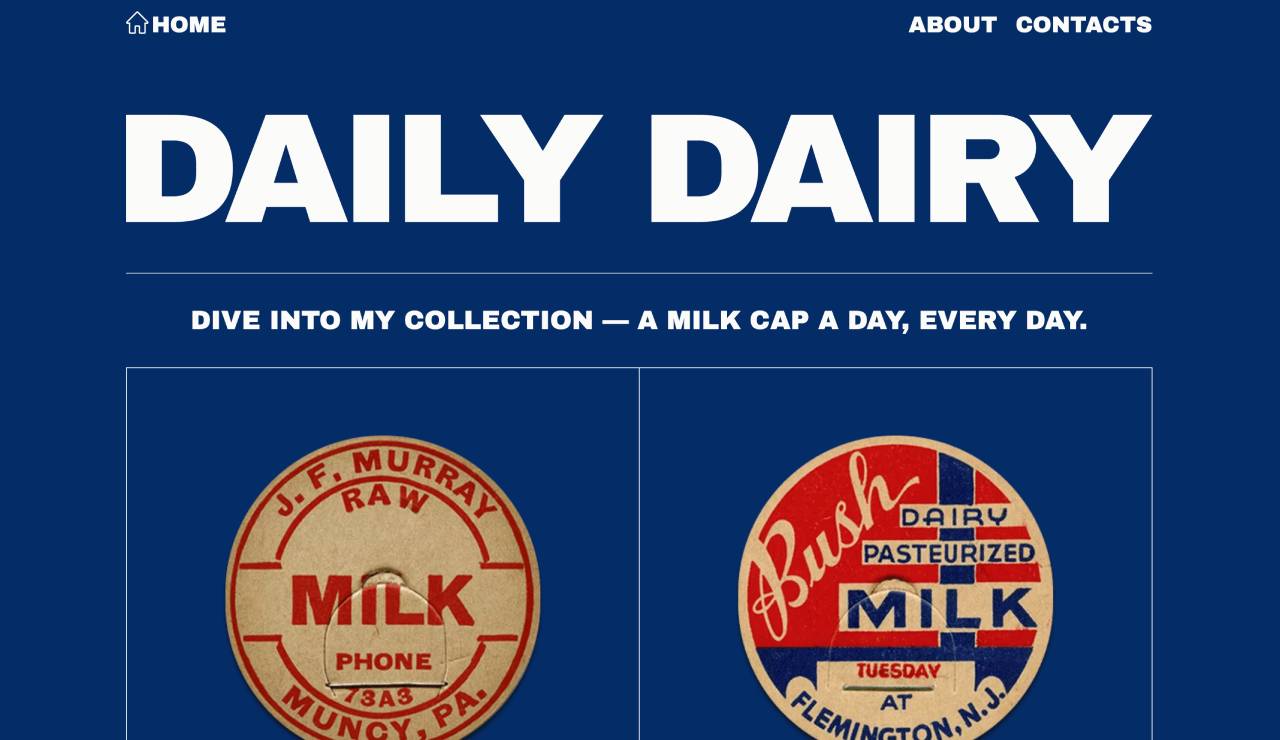 HOME
ABOUT CONTACTS
DAILY DAIRY
DIVE INTO MY COLLECTION — A MILK CAP A DAY, EVERY DAY.
J. F. MURRAY
RAW
MILK
PHONE
73A3
MUNCY, PA.
Bush
DAIRY
PASTEURIZED
MILK
TUESDAY
AT
FLEMINGTON, N.J.